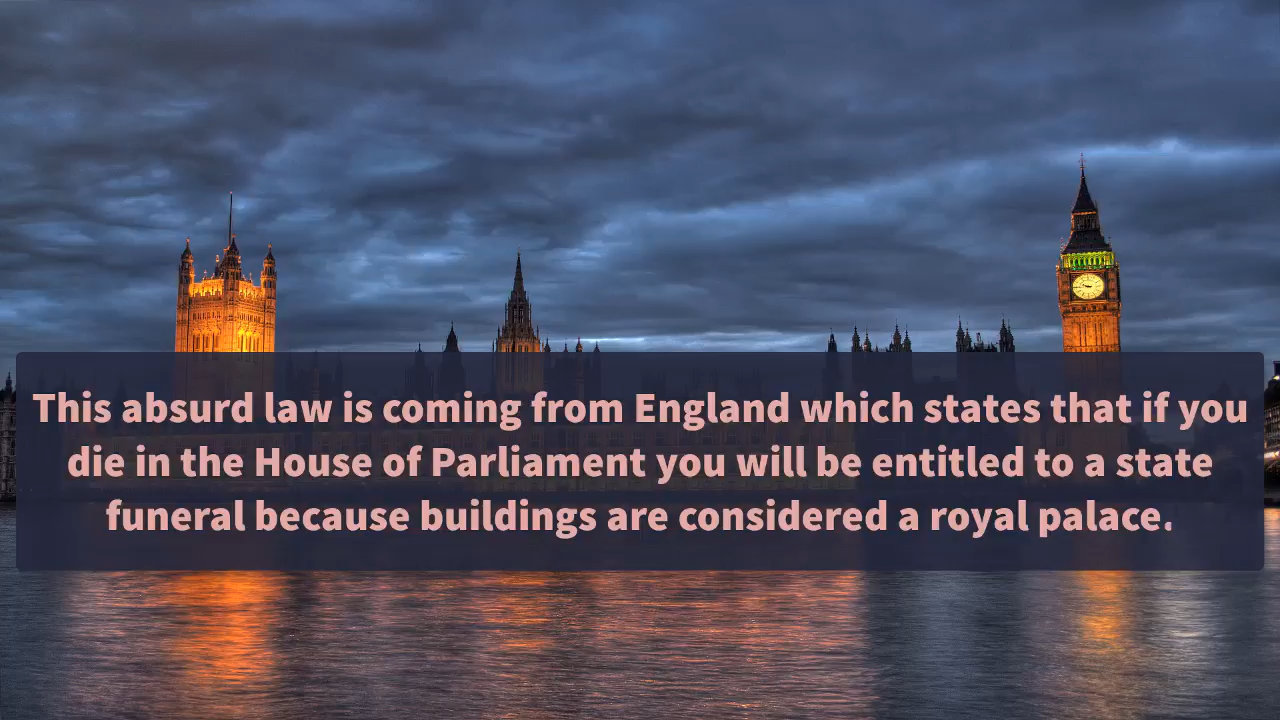 This absurd law is coming from England which states that if you
die in the House of Parliament you will be entitled to a state
funeral because buildings are considered a royal palace.